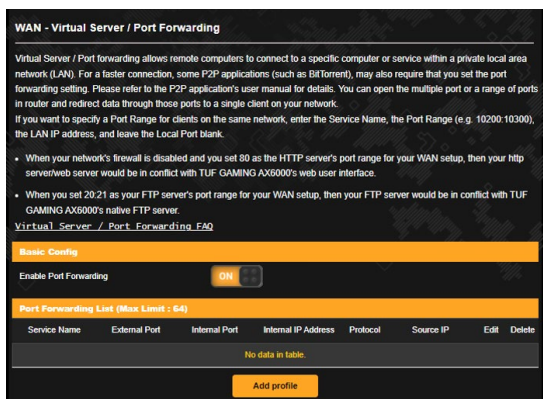 WAN - Virtual Server / Port Forwarding
Virtual Server / Port forwarding allows remote computers to connect to a specific computer or service within a private local area
network (LAN). For a faster connection, some P2P applications (such as BitTorrent), may also require that you set the port
forwarding setting. Please refer to the P2P application's user manual for details. You can open the multiple port or a range of ports
in router and redirect data through those ports to a single client on your network.
If you want to specify a Port Range for clients on the same network, enter the Service Name, the Port Range (e.g. 10200:10300),
the LAN IP address, and leave the Local Port blank.
• When your network's firewall is disabled and you set 80 as the HTTP server's port range for your WAN setup, then your http
server/web server would be in conflict with TUF GAMING AX6000's web user interface.
• When you set 20:21 as your FTP server's port range for your WAN setup, then your FTP server would be in conflict with TUF
GAMING AX6000's native FTP server.
Virtual Server / Port Forwarding FAQ
Basic Config
Enable Port Forwarding ON
Port Forwarding List (Max Limit : 64)
Service Name External Port Internal Port Internal IP Address Protocol Source IP Edit Delete
No data in table.
Add profile